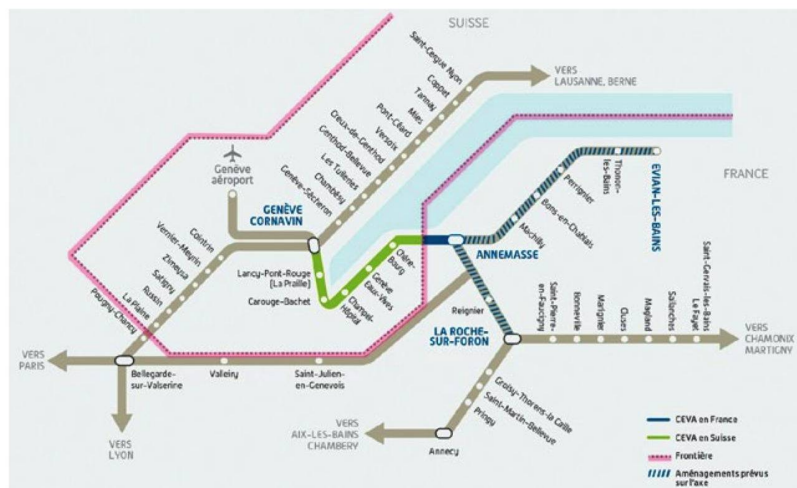 SUISSE
VERS
LAUSANNE, BERNE
Saint-Cergue Nyon
Coppet
Tannay
Mies
Pont-Céard
Versoix
Creux-de-Genthod
Genthod-Bellevue
Les Tuileries
Chambésy
Genève-Sécheron
Genève
aéroport
GENÈVE
CORNAVIN
FRANCE
EVIAN-LES-BAINS
Thonon-
les-Bains
Perrignier
Bons-en-Chablais
Machilly
ANNEMASSE
Cointrin
Vernier-Meyrin
Zimeysa
Satigny
Russin
La Plaine
Pougny-Chancy
Lancy-Pont-Rouge
[La Praille]
Carouge-Bachet
Chêne-
Bourg
Genève
Eaux-Vives
Champel-
Hôpital
Reignier
LA ROCHE-
SUR-FORON
Saint-Pierre-
en-Faucigny
Bonneville
Marignier
Cluses
Magland
Sallanches
Saint-Gervais-les-Bains
Le Fayet
VERS
CHAMONIX
MARTIGNY
VERS
PARIS
Bellegarde-
sur-Valserine
Valleiry
Saint-Julien-
en-Genevois
VERS
LYON
VERS
AIX-LES-BAINS
CHAMBERY
Groisy-Thorens-la Caille
Saint-Martin-Bellevue
Pringy
Annecy
CEVA en France
CEVA en Suisse
Frontière
Aménagements prévus
sur l'axe